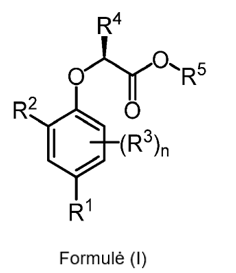 R⁴
O
O
R⁵
R²
O
(R³)ₙ
R¹
Formulė (I)